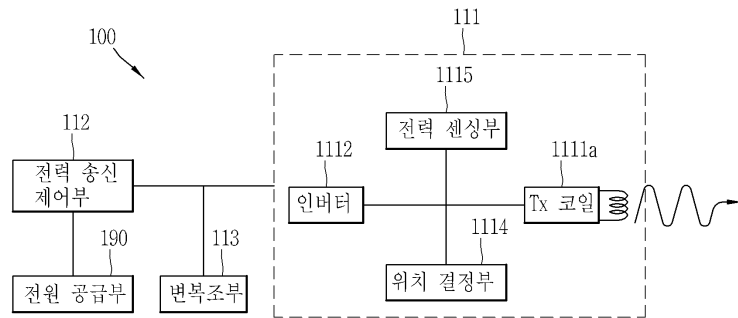 111
100
1115
전력 센싱부
112
전력 송신
제어부
1112
인버터
1111a
Tx 코일
190
전원 공급부
113
변복조부
1114
위치 결정부